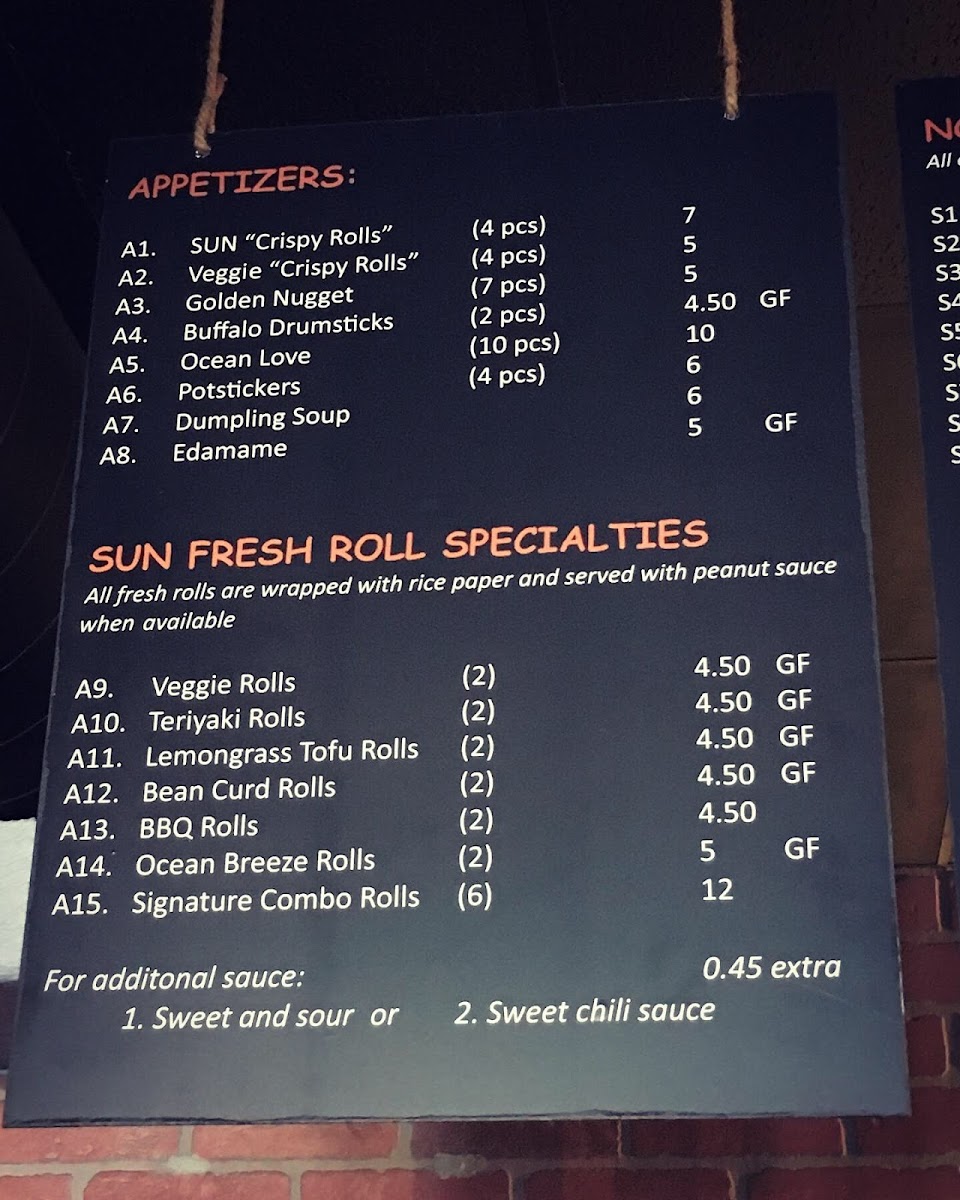 APPETIZERS:
A1. SUN “Crispy Rolls” (4 pcs) 7
A2. Veggie “Crispy Rolls” (4 pcs) 5
A3. Golden Nugget (7 pcs) 5
A4. Buffalo Drumsticks (2 pcs) 4.50 GF
A5. Ocean Love (10 pcs) 10
A6. Potstickers (4 pcs) 6
A7. Dumpling Soup 6
A8. Edamame 5 GF
SUN FRESH ROLL SPECIALTIES
All fresh rolls are wrapped with rice paper and served with peanut sauce
when available
A9. Veggie Rolls (2) 4.50 GF
A10. Teriyaki Rolls (2) 4.50 GF
A11. Lemongrass Tofu Rolls (2) 4.50 GF
A12. Bean Curd Rolls (2) 4.50 GF
A13. BBQ Rolls (2) 4.50
A14. Ocean Breeze Rolls (2) 5 GF
A15. Signature Combo Rolls (6) 12
For additonal sauce: 0.45 extra
1. Sweet and sour or 2. Sweet chili sauce
All
S1
S2